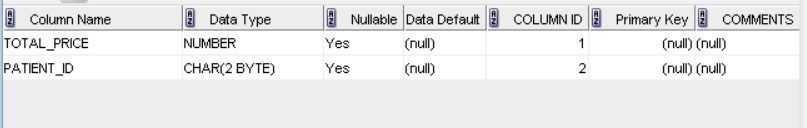 Column Name Data Type Nullable Data Default COLUMN ID Primary Key COMMENTS
TOTAL_PRICE NUMBER Yes (null) 1 (null) (null)
PATIENT_ID CHAR(2 BYTE) Yes (null) 2 (null) (null)